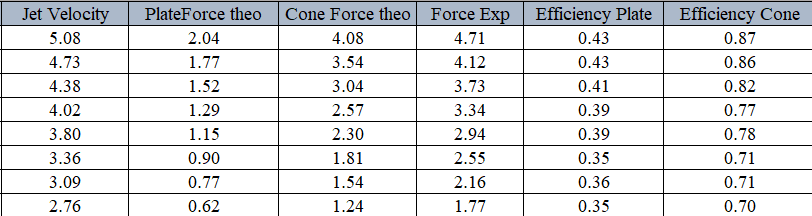 Jet Velocity PlateForce theo Cone Force theo Force Exp Efficiency Plate Efficiency Cone
5.08 2.04 4.08 4.71 0.43 0.87
4.73 1.77 3.54 4.12 0.43 0.86
4.38 1.52 3.04 3.73 0.41 0.82
4.02 1.29 2.57 3.34 0.39 0.77
3.80 1.15 2.30 2.94 0.39 0.78
3.36 0.90 1.81 2.55 0.35 0.71
3.09 0.77 1.54 2.16 0.36 0.71
2.76 0.62 1.24 1.77 0.35 0.70